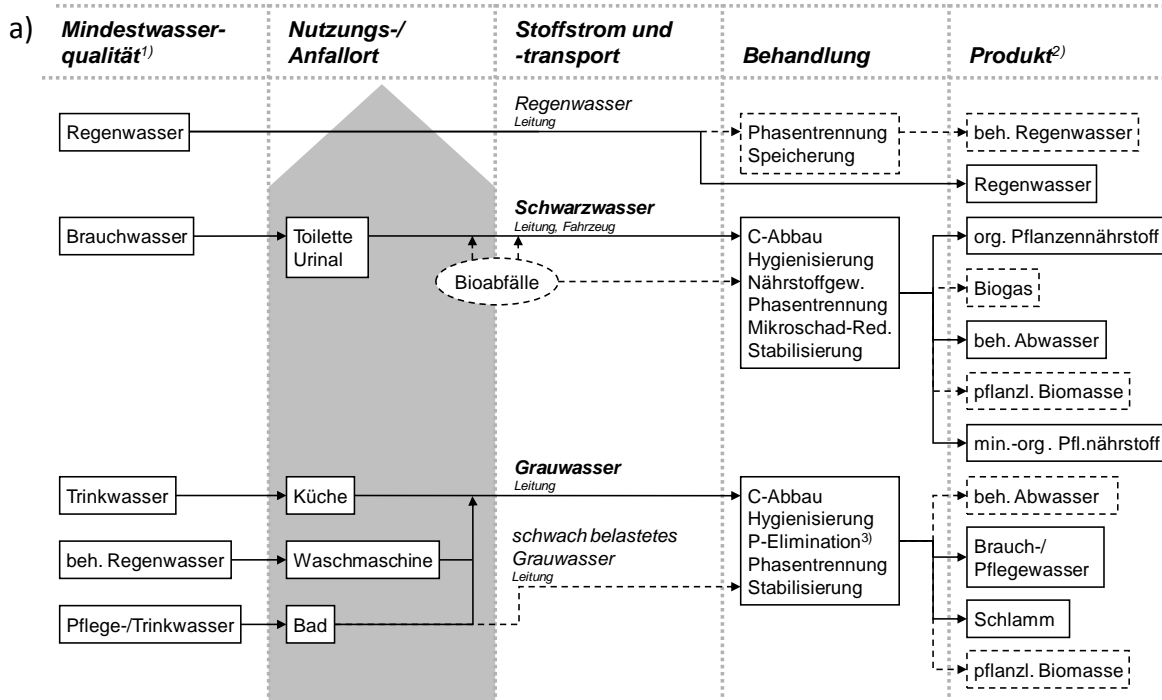 a)
Mindestwasser-
qualität1)
Nutzungs-/
Anfallort
Stoffstrom und
-transport
Behandlung
Produkt2)
Regenwasser
Regenwasser
Leitung
Phasentrennung
Speicherung
beh. Regenwasser
Regenwasser
Brauchwasser
Toilette
Urinal
Schwarzwasser
Leitung, Fahrzeug
Bioabfälle
C-Abbau
Hygienisierung
Nährstoffgew.
Phasentrennung
Mikroschad-Red.
Stabilisierung
org. Pflanzennährstoff
Biogas
beh. Abwasser
pflanzl. Biomasse
min.-org. Pfl.nährstoff
Trinkwasser
Küche
Grauwasser
Leitung
beh. Regenwasser
Waschmaschine
schwach belastetes
Grauwasser
Leitung
Pflege-/Trinkwasser
Bad
C-Abbau
Hygienisierung
P-Elimination3)
Phasentrennung
Stabilisierung
beh. Abwasser
Brauch-/
Pflegewasser
Schlamm
pflanzl. Biomasse